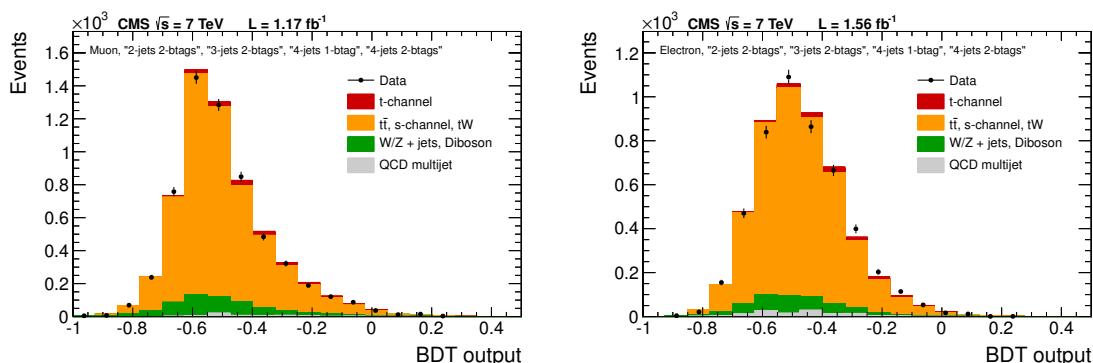 ×10³
CMS √s = 7 TeV L = 1.17 fb⁻¹
Muon, "2-jets 2-btags", "3-jets 2-btags", "4-jets 1-btag", "4-jets 2-btags"
Events
1.6
1.4
1.2
1
0.8
0.6
0.4
0.2
0
Data
t-channel
tt̄, s-channel, tW
W/Z + jets, Diboson
QCD multijet
-1 -0.8 -0.6 -0.4 -0.2 0 0.2 0.4
BDT output
×10³
CMS √s = 7 TeV L = 1.56 fb⁻¹
Electron, "2-jets 2-btags", "3-jets 2-btags", "4-jets 1-btag", "4-jets 2-btags"
Events
1.2
1
0.8
0.6
0.4
0.2
0
Data
t-channel
tt̄, s-channel, tW
W/Z + jets, Diboson
QCD multijet
-1 -0.8 -0.6 -0.4 -0.2 0 0.2 0.4
BDT output